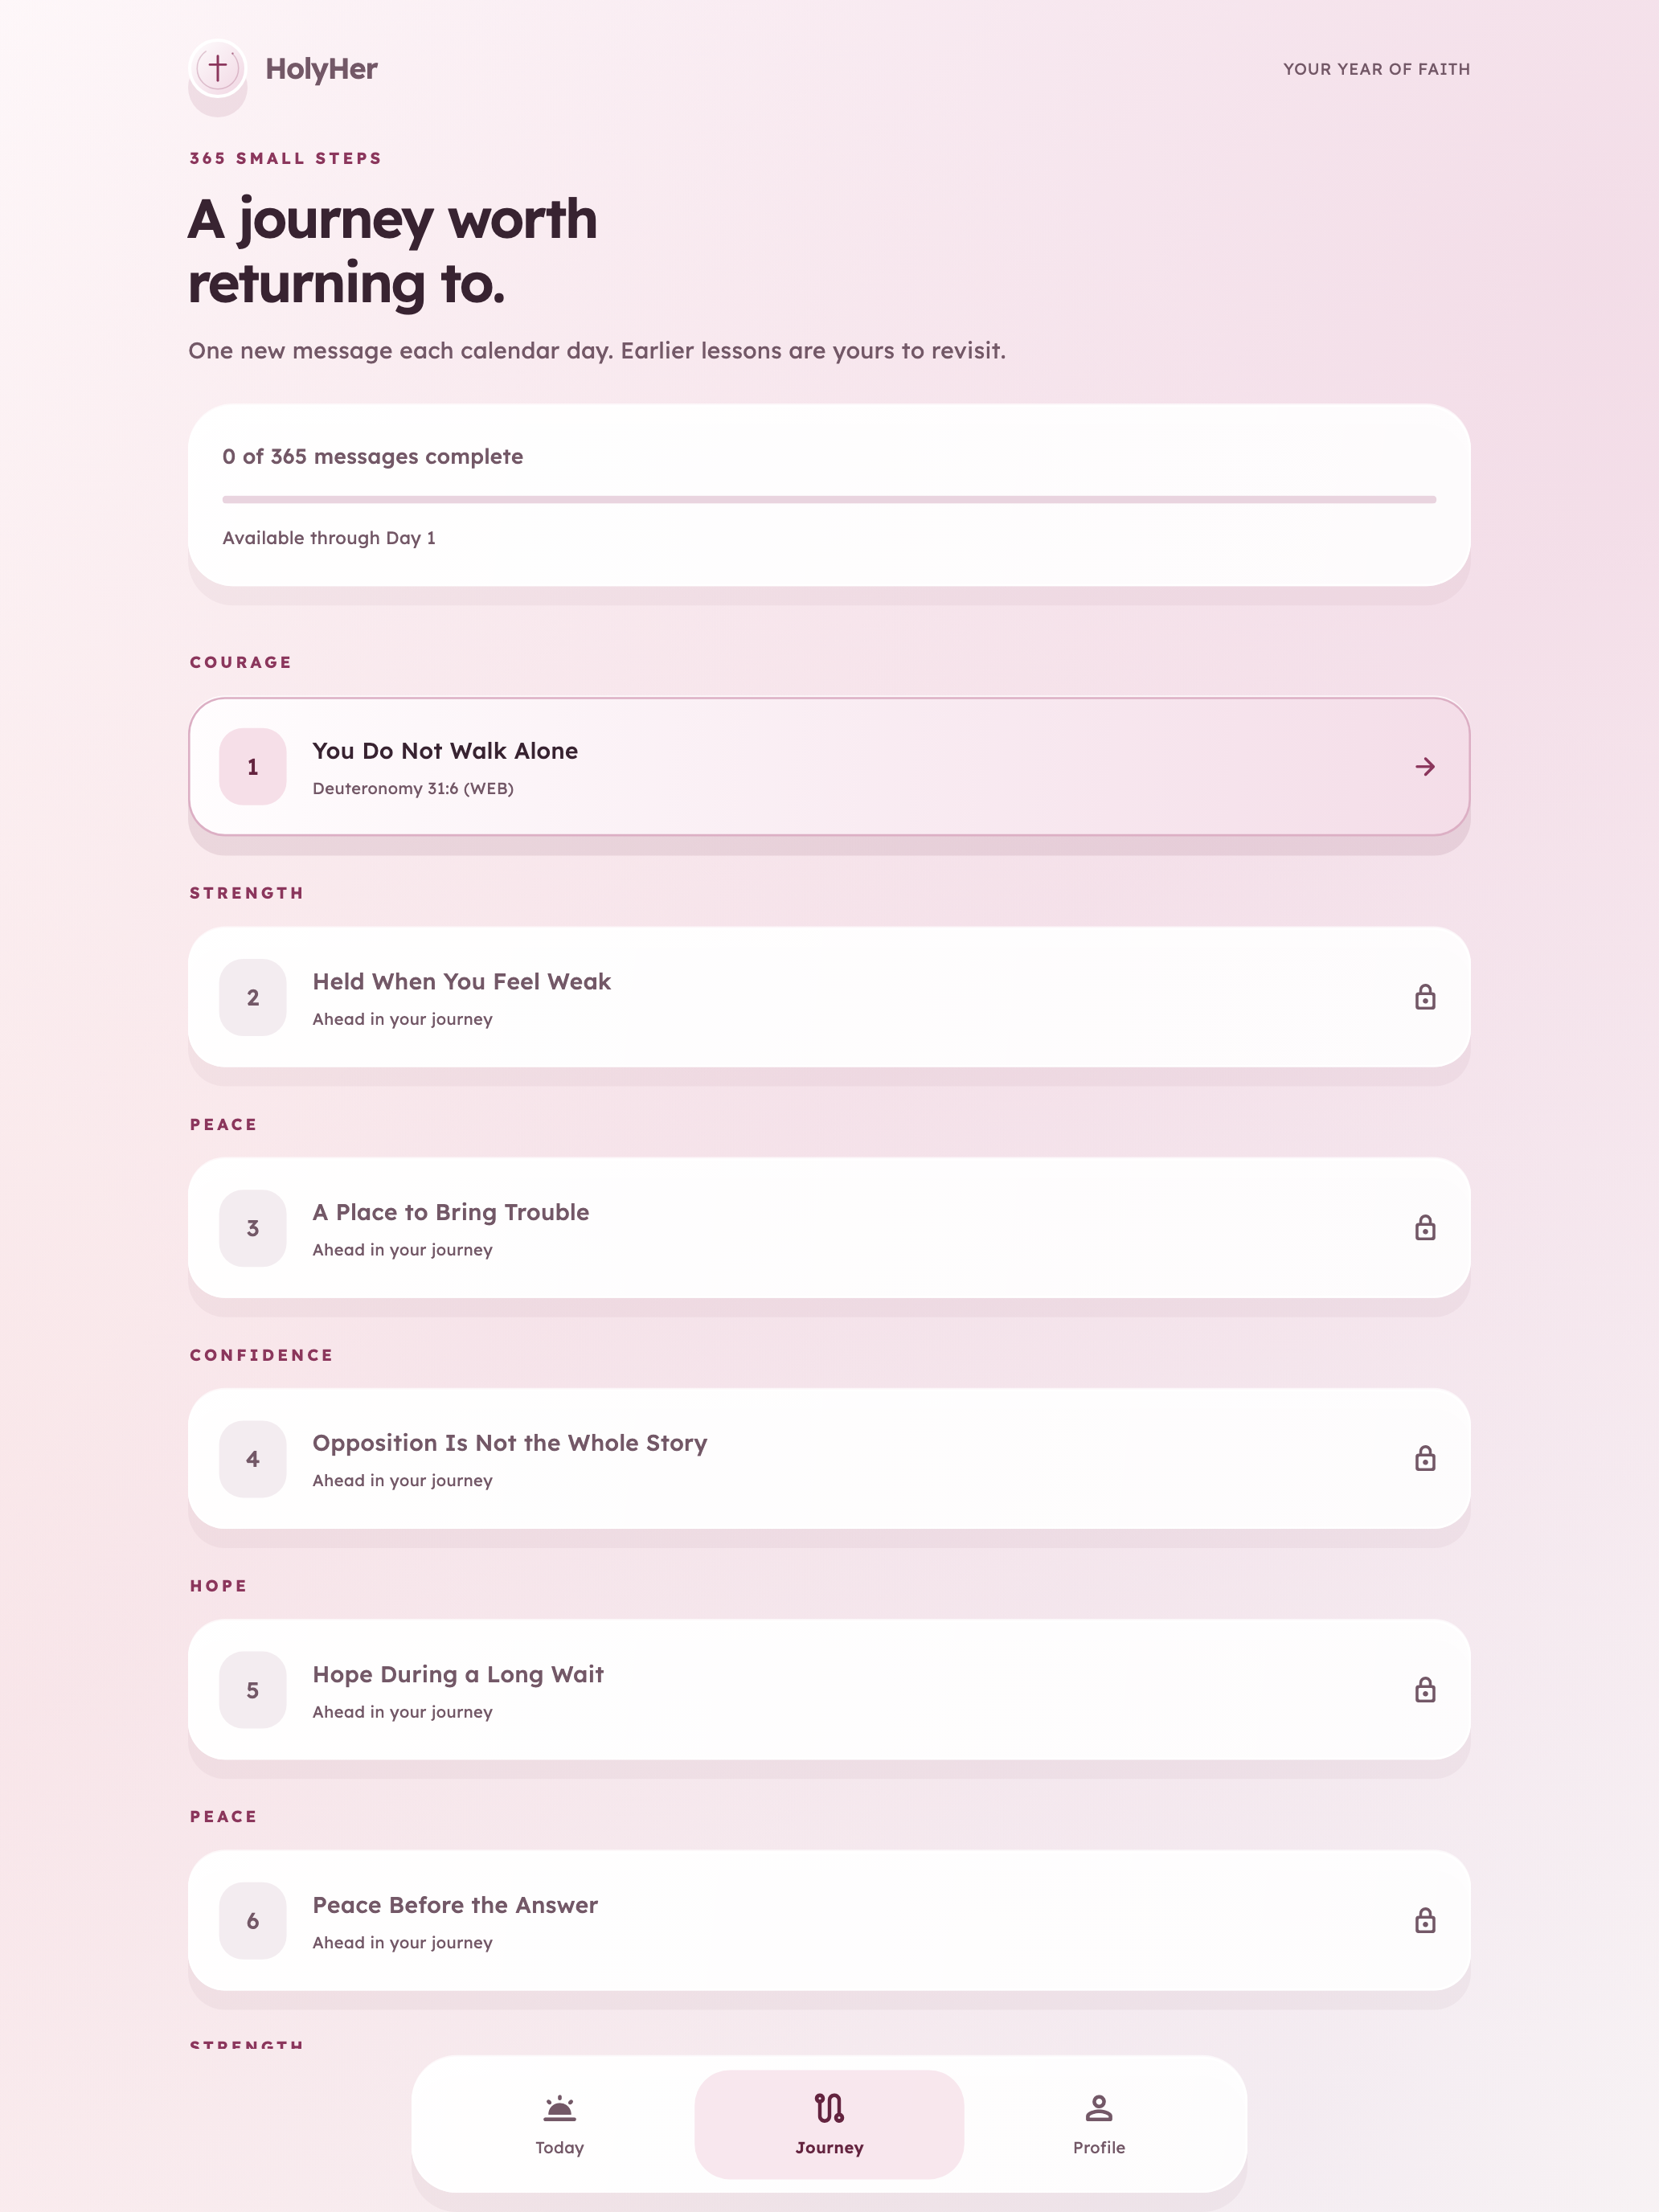 HolyHer
YOUR YEAR OF FAITH
365 SMALL STEPS
A journey worth
returning to.
One new message each calendar day. Earlier lessons are yours to revisit.
0 of 365 messages complete
Available through Day 1
COURAGE
1
You Do Not Walk Alone
Deuteronomy 31:6 (WEB)
STRENGTH
2
Held When You Feel Weak
Ahead in your journey
PEACE
3
A Place to Bring Trouble
Ahead in your journey
CONFIDENCE
4
Opposition Is Not the Whole Story
Ahead in your journey
HOPE
5
Hope During a Long Wait
Ahead in your journey
PEACE
6
Peace Before the Answer
Ahead in your journey
STRENGTH
Today
Journey
Profile